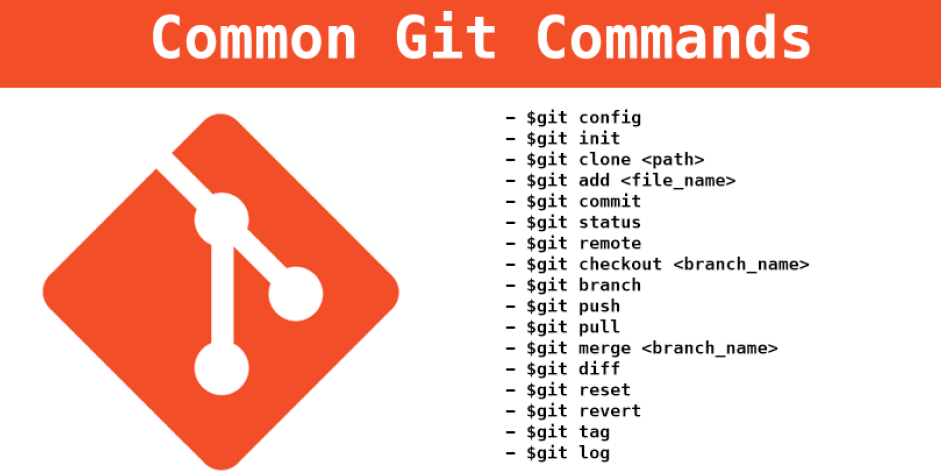 Common Git Commands
- $git config
- $git init
- $git clone <path>
- $git add <file_name>
- $git commit
- $git status
- $git remote
- $git checkout <branch_name>
- $git branch
- $git push
- $git pull
- $git merge <branch_name>
- $git diff
- $git reset
- $git revert
- $git tag
- $git log